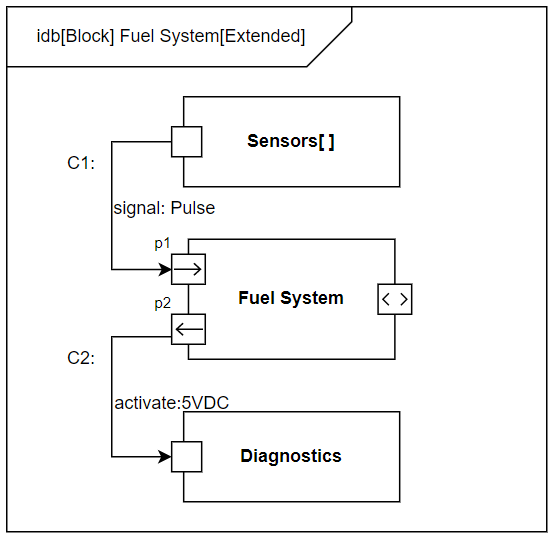 idb[Block] Fuel System[Extended]
Sensors[ ]
C1:
signal: Pulse
p1
Fuel System
< >
p2
C2:
activate:5VDC
Diagnostics